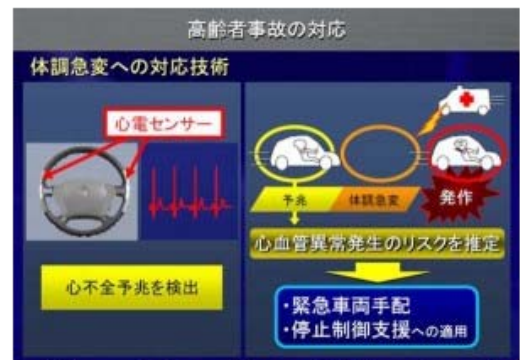 高齢者事故の対応
体調急変への対応技術
心電センサー
心不全予兆を検出
予兆
体調急変
発作
心血管異常発生のリスクを推定
・緊急車両手配
・停止制御支援への適用